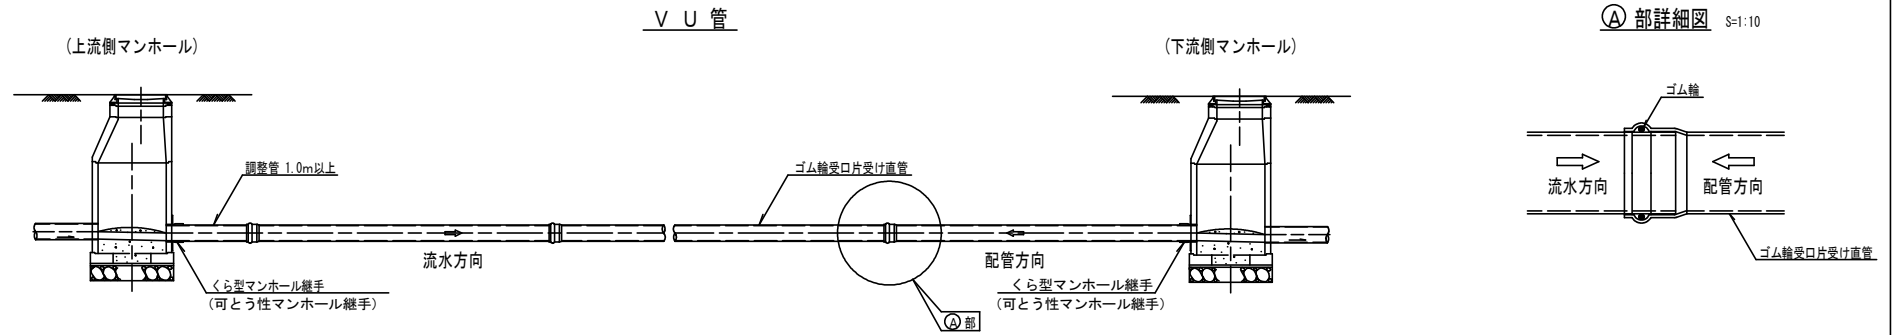 ＶＵ管
Ⓐ 部詳細図 S=1:10
(上流側マンホール)
(下流側マンホール)
ゴム輪
調整管 1.0m以上
ゴム輪受口片受け直管
流水方向
配管方向
流水方向
配管方向
ゴム輪受口片受け直管
くら型マンホール継手
(可とう性マンホール継手)
くら型マンホール継手
(可とう性マンホール継手)
Ⓐ 部